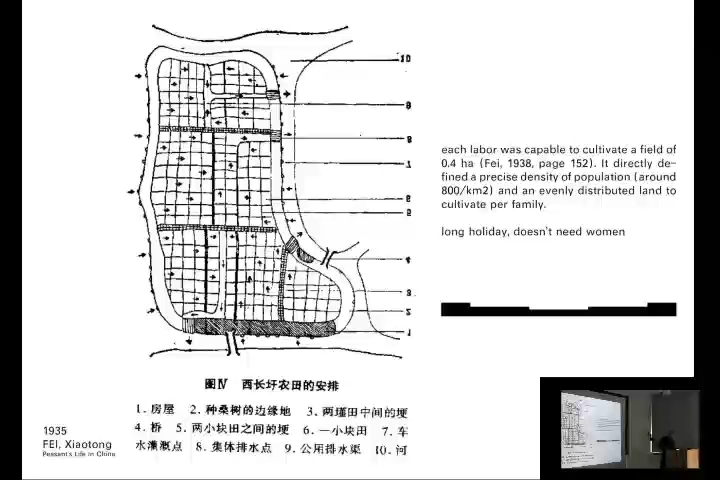 10
9
8
7
6
5
4
3
2
1
each labor was capable to cultivate a field of
0.4 ha (Fei, 1938, page 152). It directly de-
fined a precise density of population (around
800/km2) and an evenly distributed land to
cultivate per family.
long holiday, doesn't need women
图Ⅳ 西长圩农田的安排
1. 房屋 2. 种桑树的边缘地 3. 两墐田中间的埂
4. 桥 5. 两小块田之间的埂 6. 一小块田 7. 车
水灌溉点 8. 集体排水点 9. 公用排水渠 10. 河
1935
FEI, Xiaotong
Peasant's Life in China